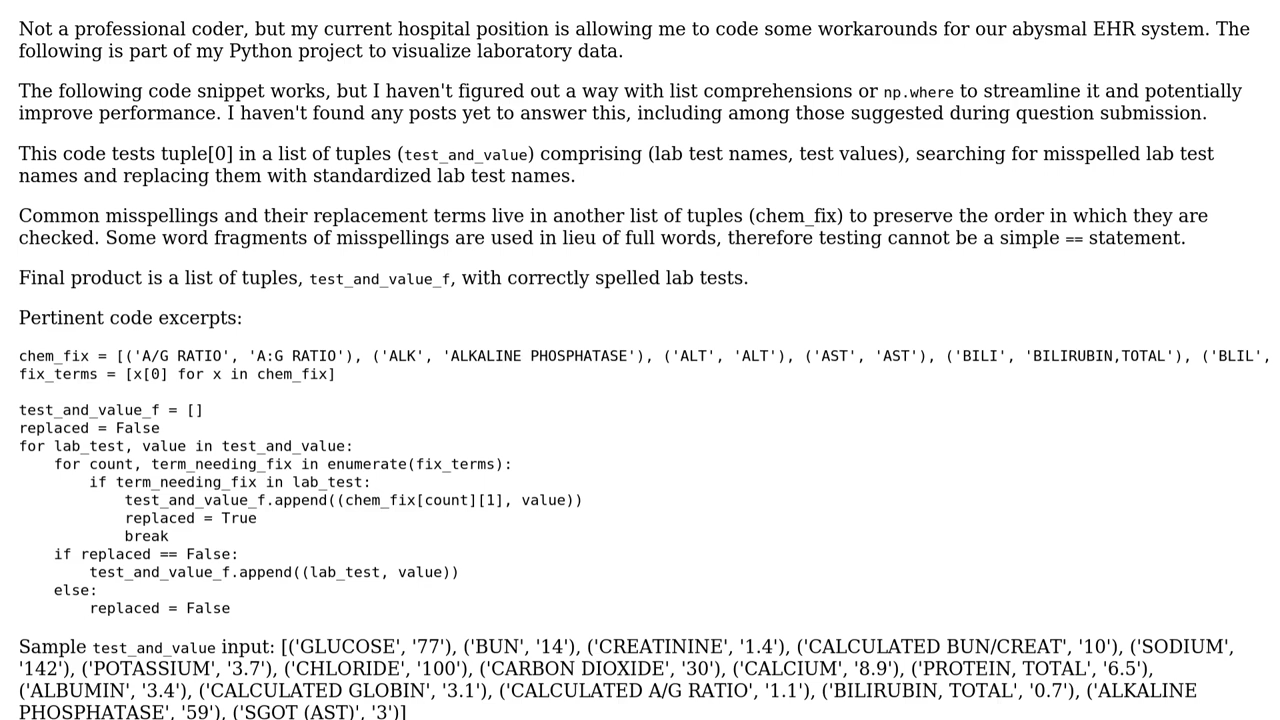 Not a professional coder, but my current hospital position is allowing me to code some workarounds for our abysmal EHR system. The
following is part of my Python project to visualize laboratory data.
The following code snippet works, but I haven't figured out a way with list comprehensions or np.where to streamline it and potentially
improve performance. I haven't found any posts yet to answer this, including among those suggested during question submission.
This code tests tuple[0] in a list of tuples (test_and_value) comprising (lab test names, test values), searching for misspelled lab test
names and replacing them with standardized lab test names.
Common misspellings and their replacement terms live in another list of tuples (chem_fix) to preserve the order in which they are
checked. Some word fragments of misspellings are used in lieu of full words, therefore testing cannot be a simple == statement.
Final product is a list of tuples, test_and_value_f, with correctly spelled lab tests.
Pertinent code excerpts:
chem_fix = [('A/G RATIO', 'A:G RATIO'), ('ALK', 'ALKALINE PHOSPHATASE'), ('ALT', 'ALT'), ('AST', 'AST'), ('BILI', 'BILIRUBIN,TOTAL'), ('BLIL',
fix_terms = [x[0] for x in chem_fix]
test_and_value_f = []
replaced = False
for lab_test, value in test_and_value:
    for count, term_needing_fix in enumerate(fix_terms):
        if term_needing_fix in lab_test:
            test_and_value_f.append((chem_fix[count][1], value))
            replaced = True
            break
    if replaced == False:
        test_and_value_f.append((lab_test, value))
    else:
        replaced = False
Sample test_and_value input: [('GLUCOSE', '77'), ('BUN', '14'), ('CREATININE', '1.4'), ('CALCULATED BUN/CREAT', '10'), ('SODIUM',
'142'), ('POTASSIUM', '3.7'), ('CHLORIDE', '100'), ('CARBON DIOXIDE', '30'), ('CALCIUM', '8.9'), ('PROTEIN, TOTAL', '6.5'),
('ALBUMIN', '3.4'), ('CALCULATED GLOBIN', '3.1'), ('CALCULATED A/G RATIO', '1.1'), ('BILIRUBIN, TOTAL', '0.7'), ('ALKALINE
PHOSPHATASE', '59'), ('SGOT (AST)', '3')]